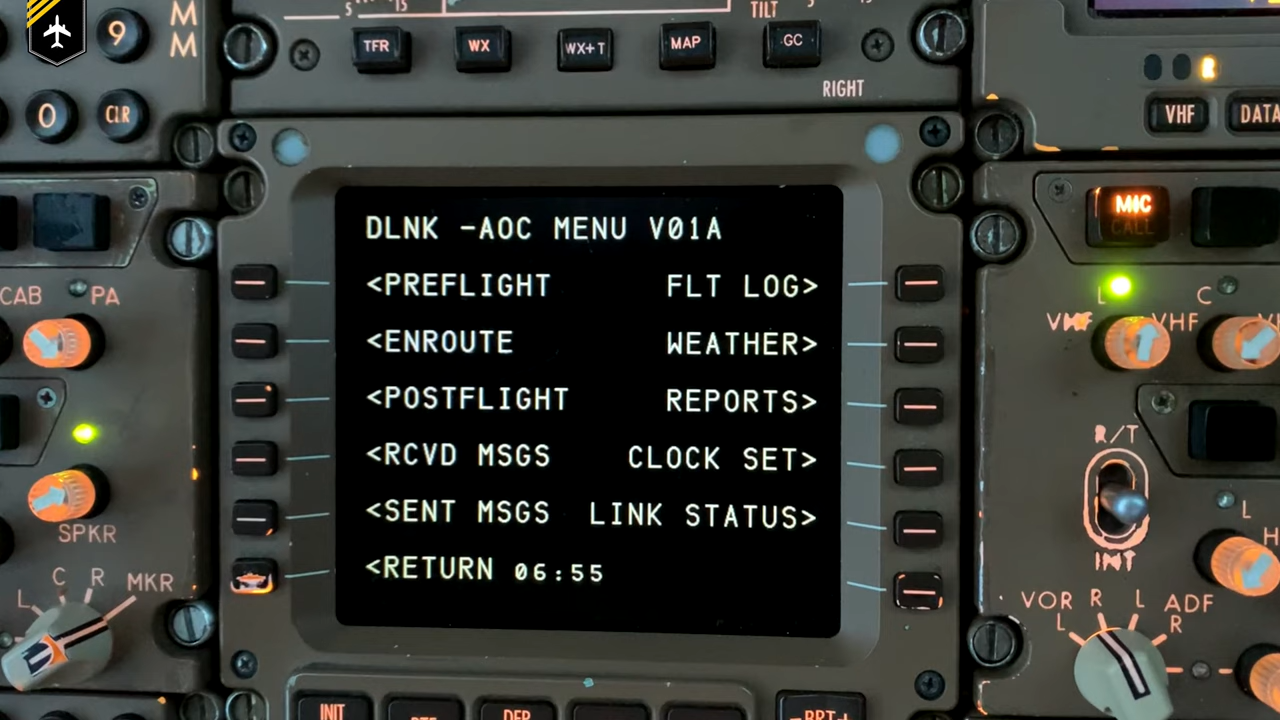 M
M
9
0
CLR
5
15
TFR
WX
WX+T
MAP
TILT
GC
RIGHT
R
VHF
DATA
DLNK -AOC MENU V01A
<PREFLIGHT FLT LOG>
<ENROUTE WEATHER>
<POSTFLIGHT REPORTS>
<RCVD MSGS CLOCK SET>
<SENT MSGS LINK STATUS>
<RETURN 06:55
CAB
PA
SPKR
L C R MKR
MIC
CALL
L
C
VHF
VHF
R/T
INT
L
VOR
L R L ADF
R
INIT